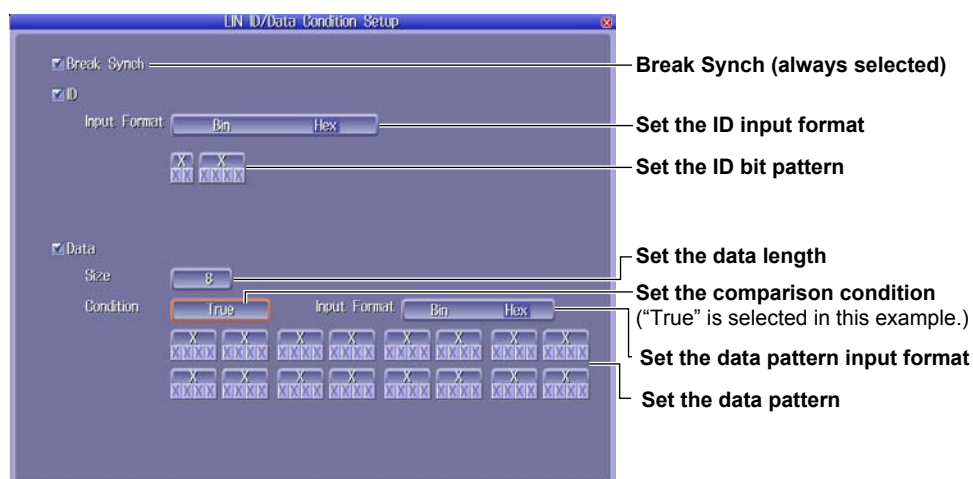 LIN ID/Data Condition Setup
Break Synch
Break Synch (always selected)
ID
Input Format Bin Hex
Set the ID input format
X X
X X X X X X
Set the ID bit pattern
Data
Set the data length
Size 8
Set the comparison condition
Condition True Input Format Bin Hex
("True" is selected in this example.)
X X X X X X X X
X X X X X X X X X X X X X X X X X X X X X X X X X X X X X X X X
Set the data pattern input format
X X X X X X X X
X X X X X X X X X X X X X X X X X X X X X X X X X X X X X X X X
Set the data pattern